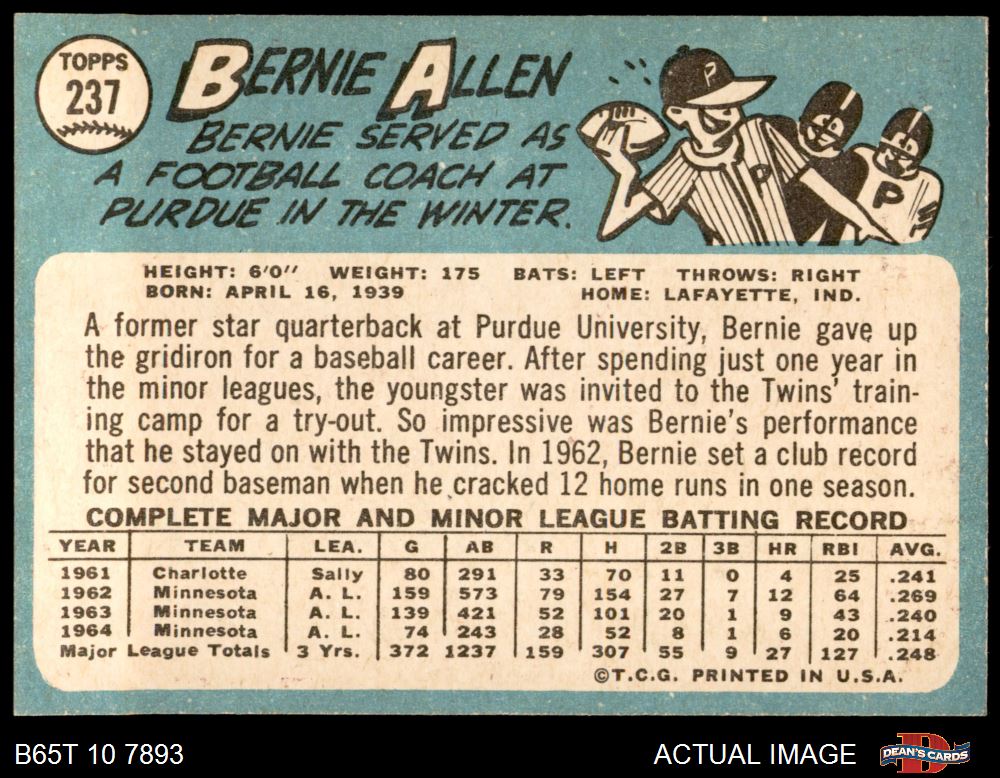 TOPPS
237
BERNIE ALLEN
BERNIE SERVED AS
A FOOTBALL COACH AT
PURDUE IN THE WINTER.
P
P
P
HEIGHT: 6'0" WEIGHT: 175 BATS: LEFT THROWS: RIGHT
BORN: APRIL 16, 1939 HOME: LAFAYETTE, IND.
A former star quarterback at Purdue University, Bernie gave up
the gridiron for a baseball career. After spending just one year in
the minor leagues, the youngster was invited to the Twins' train-
ing camp for a try-out. So impressive was Bernie's performance
that he stayed on with the Twins. In 1962, Bernie set a club record
for second baseman when he cracked 12 home runs in one season.
COMPLETE MAJOR AND MINOR LEAGUE BATTING RECORD
YEAR TEAM LEA. G AB R H 2B 3B HR RBI AVG.
1961 Charlotte Sally 80 291 33 70 11 0 4 25 .241
1962 Minnesota A. L. 159 573 79 154 27 7 12 64 .269
1963 Minnesota A. L. 139 421 52 101 20 1 9 43 .240
1964 Minnesota A. L. 74 243 28 52 8 1 6 20 .214
Major League Totals 3 Yrs. 372 1237 159 307 55 9 27 127 .248
©T.C.G. PRINTED IN U.S.A.
B65T 10 7893 ACTUAL IMAGE DEAN'S CARDS